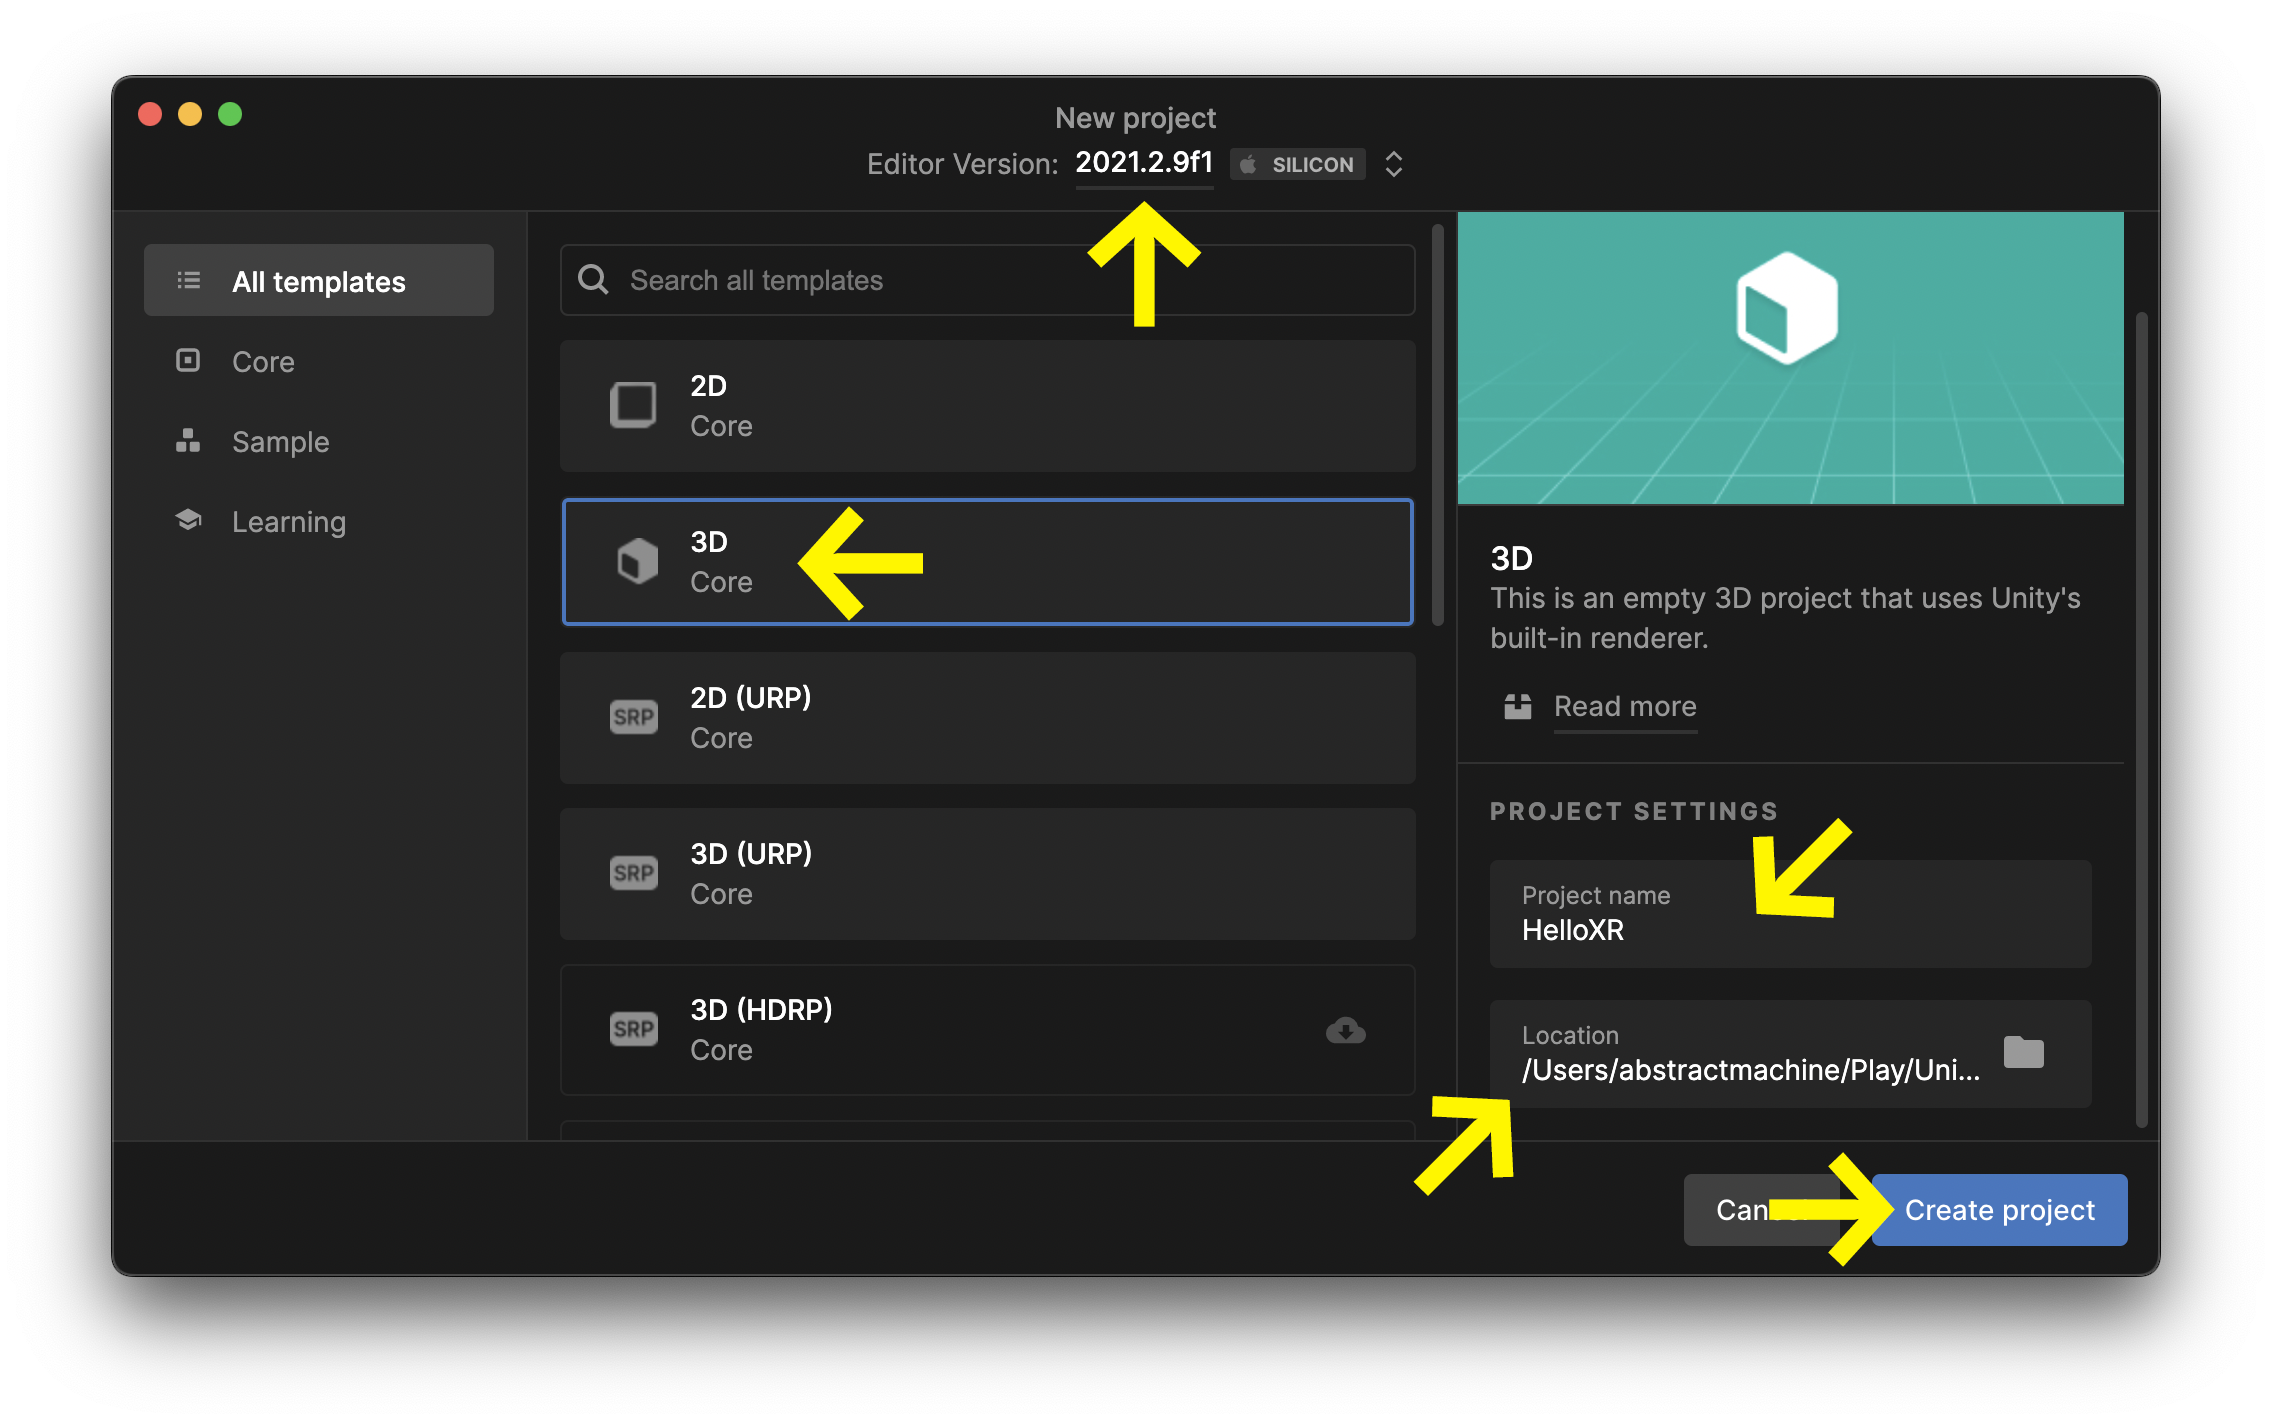 New project
Editor Version: 2021.2.9f1 SILICON
All templates
Core
Sample
Learning
Search all templates
2D
Core
3D
Core
SRP
2D (URP)
Core
SRP
3D (URP)
Core
SRP
3D (HDRP)
Core
3D
This is an empty 3D project that uses Unity's
built-in renderer.
Read more
PROJECT SETTINGS
Project name
HelloXR
Location
/Users/abstractmachine/Play/Uni...
Create project